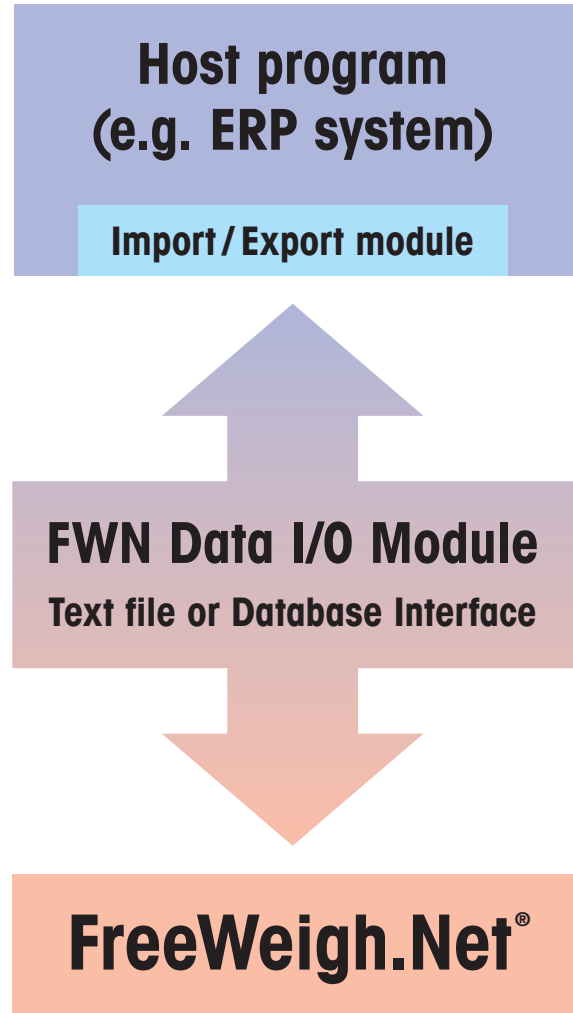 Host program
(e.g. ERP system)
Import / Export module
FWN Data I/O Module
Text file or Database Interface
FreeWeigh.Net®